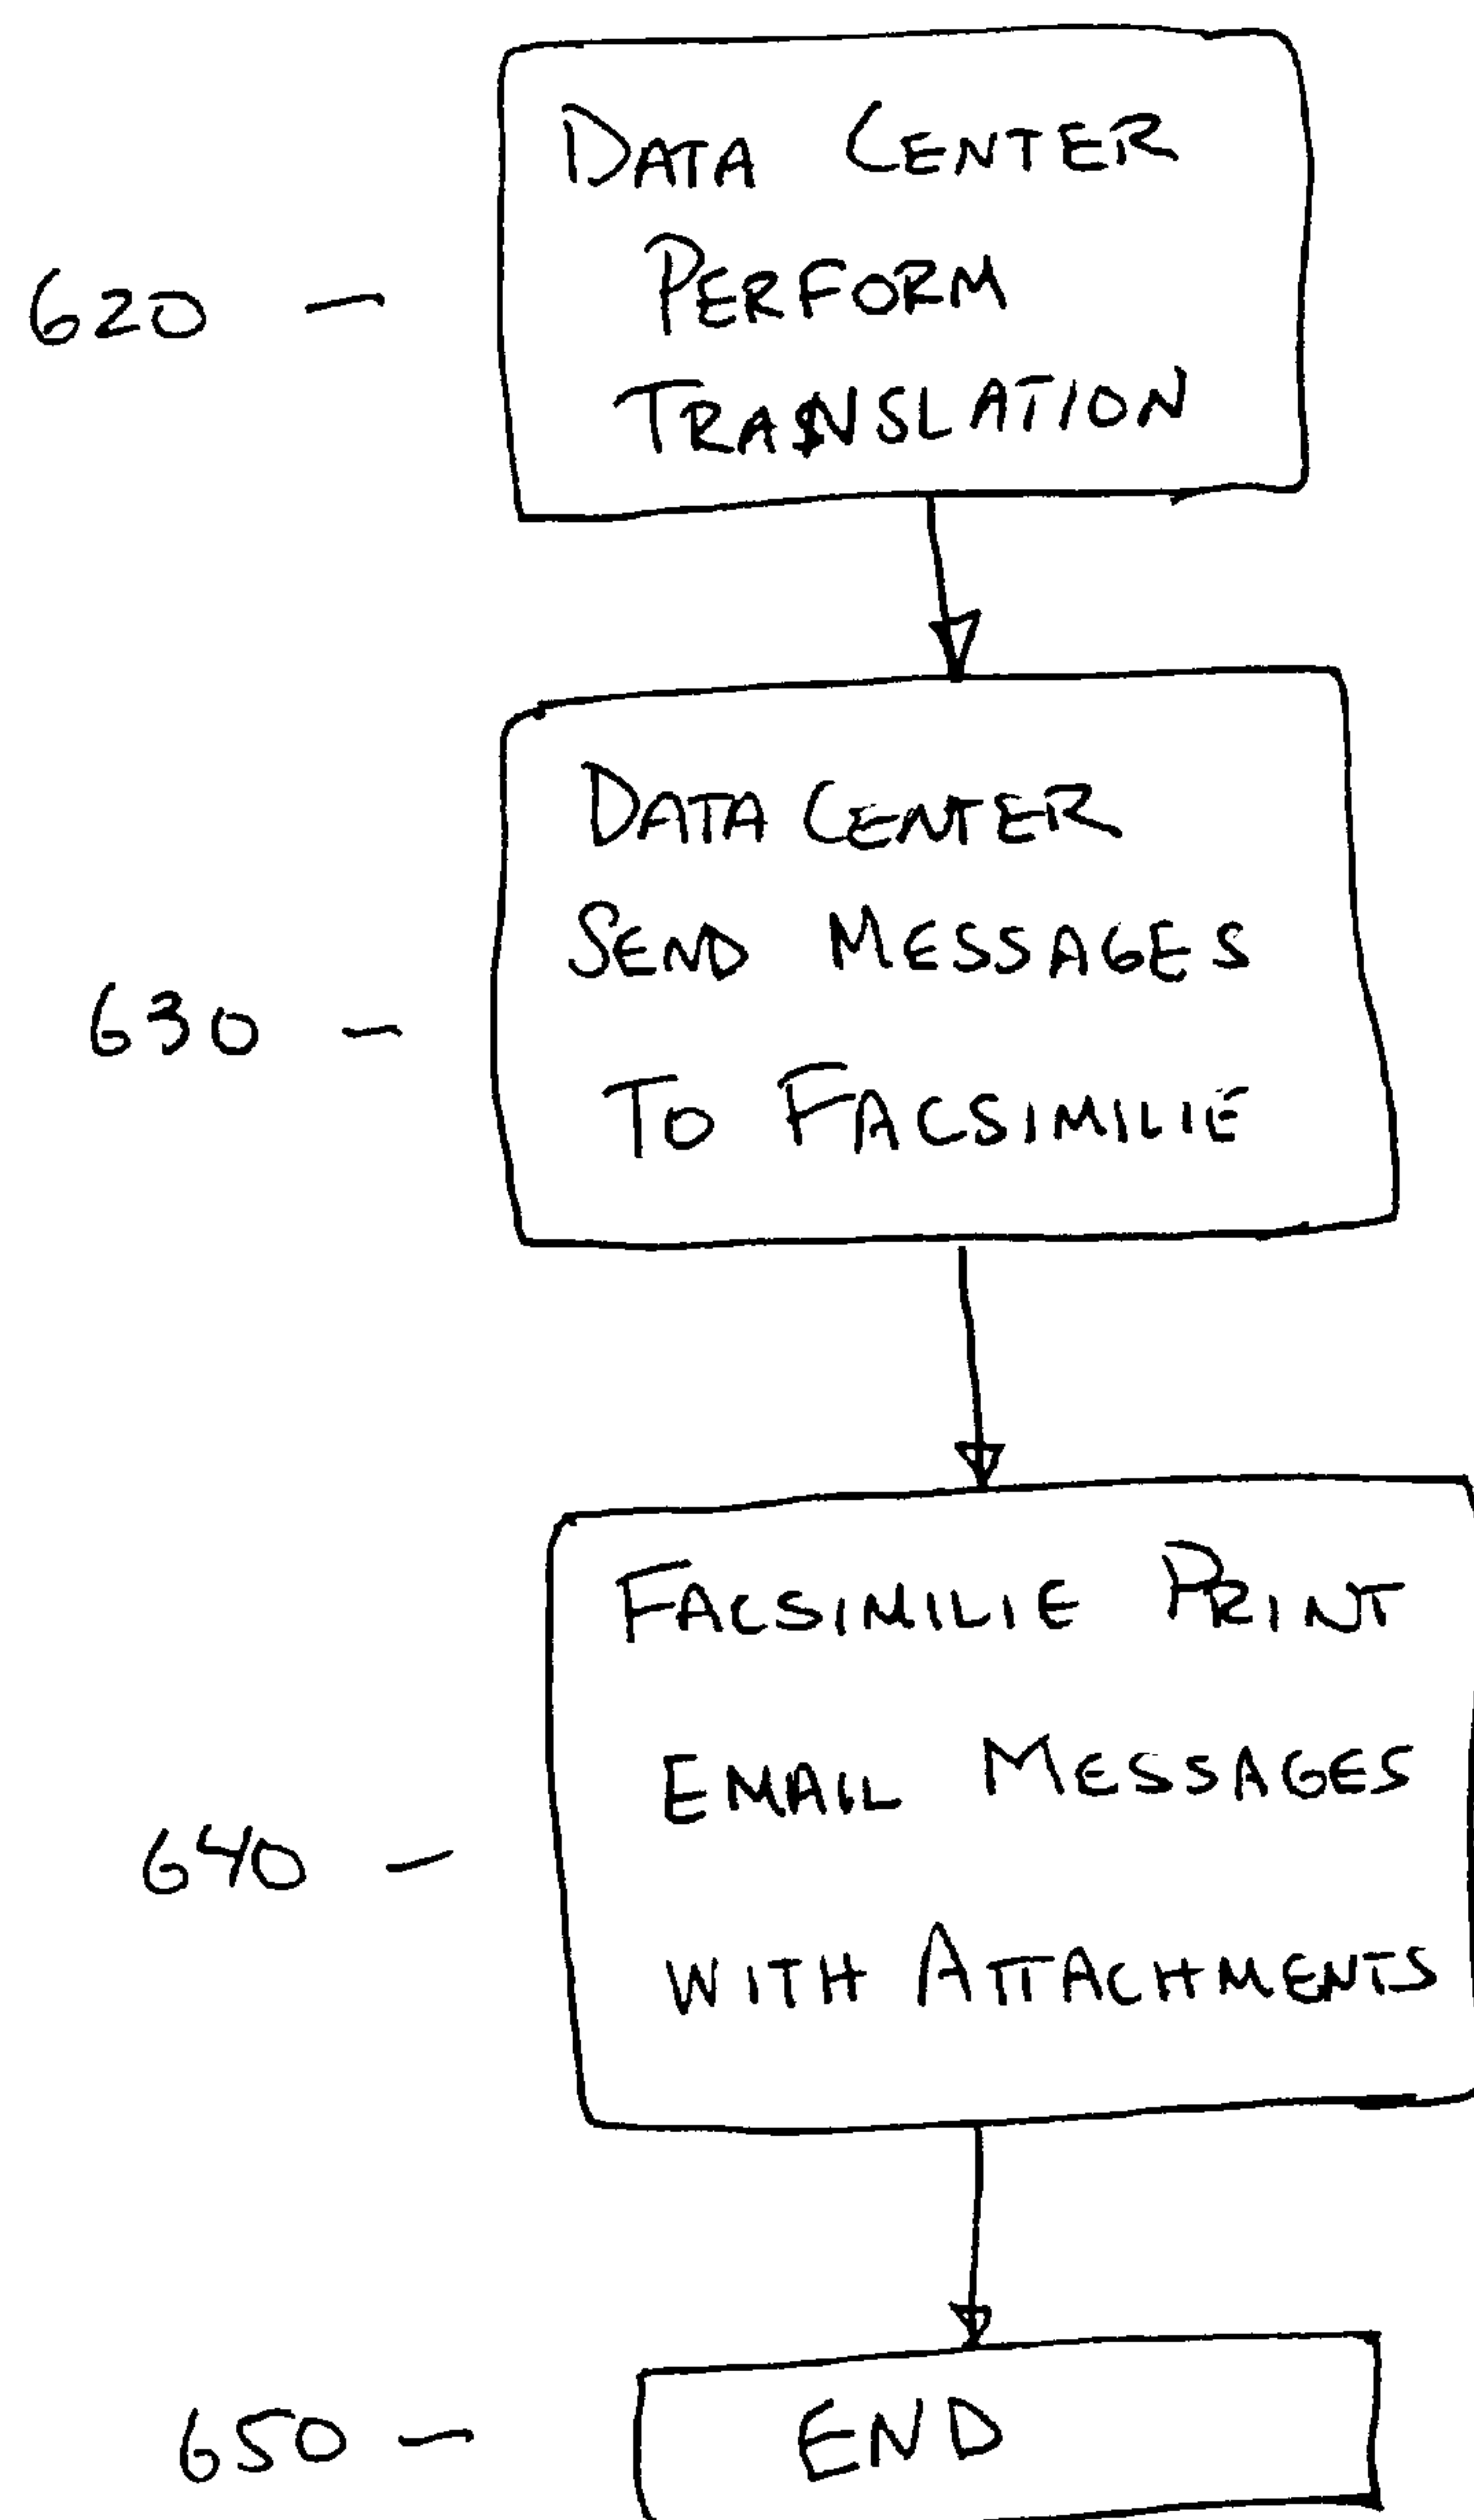 DATA CENTER
PERFORM
620 —
TRANSLATION
DATA CENTER
SEND MESSAGES
630 —
TO FACSIMILIE
FACSIMILIE PRINT
EMAIL MESSAGES
640 —
WITH ATTACHMENTS
650 —
END